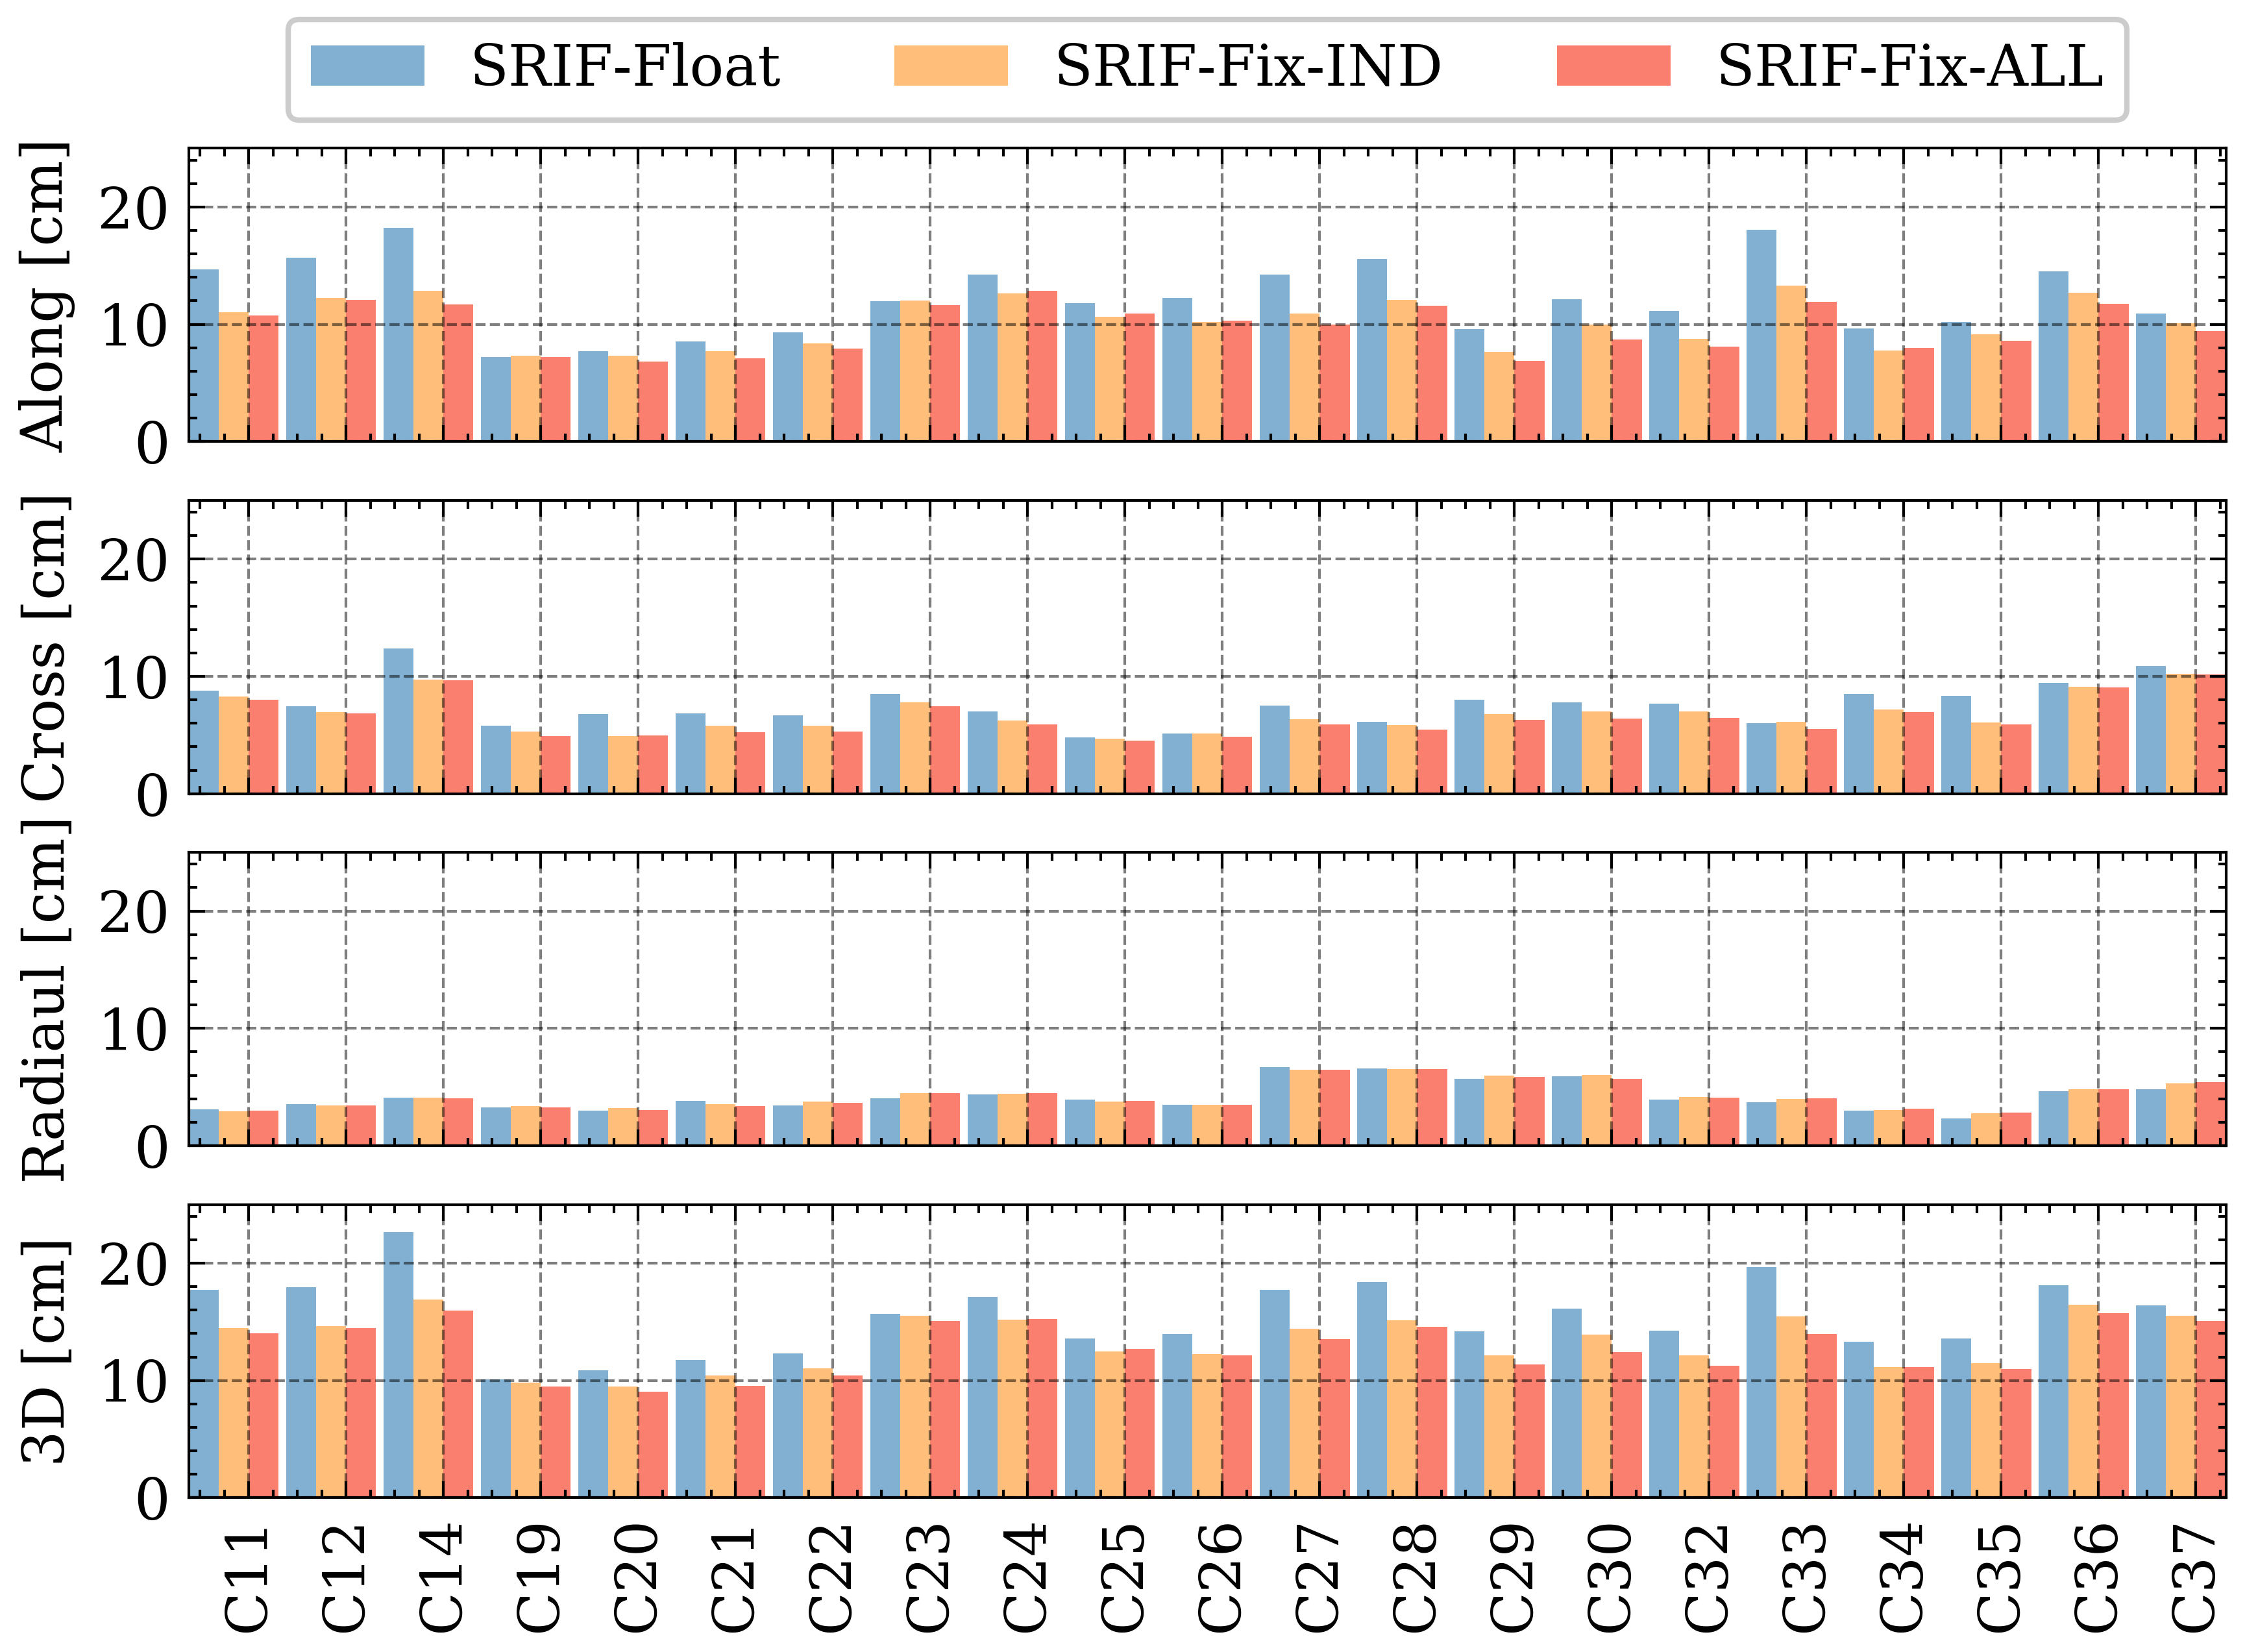 SRIF-Float SRIF-Fix-IND SRIF-Fix-ALL
Along [cm]
20
10
0
Cross [cm]
20
10
0
Radiaul [cm]
20
10
0
3D [cm]
20
10
0
C11 C12 C14 C19 C20 C21 C22 C23 C24 C25 C26 C27 C28 C29 C30 C32 C33 C34 C35 C36 C37